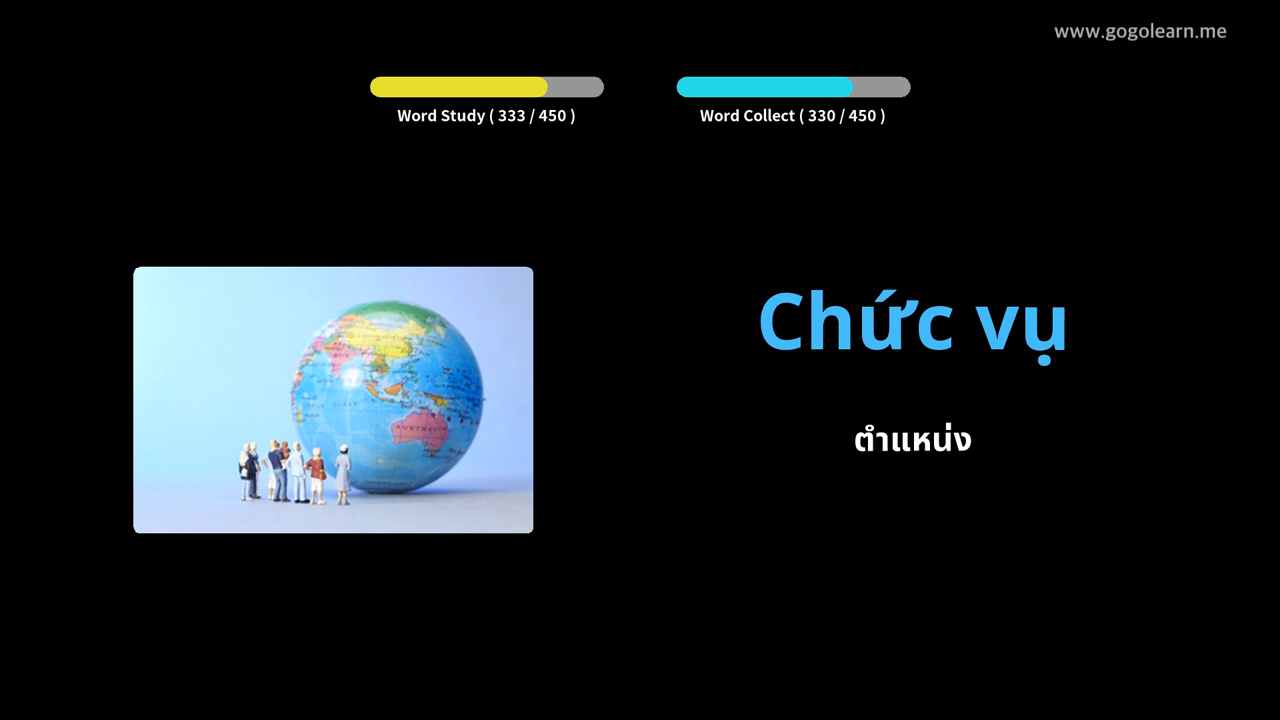 www.gogolearn.me
Word Study ( 333 / 450 )
Word Collect ( 330 / 450 )
Chức vụ
ตำแหน่ง
AUSTRALIA